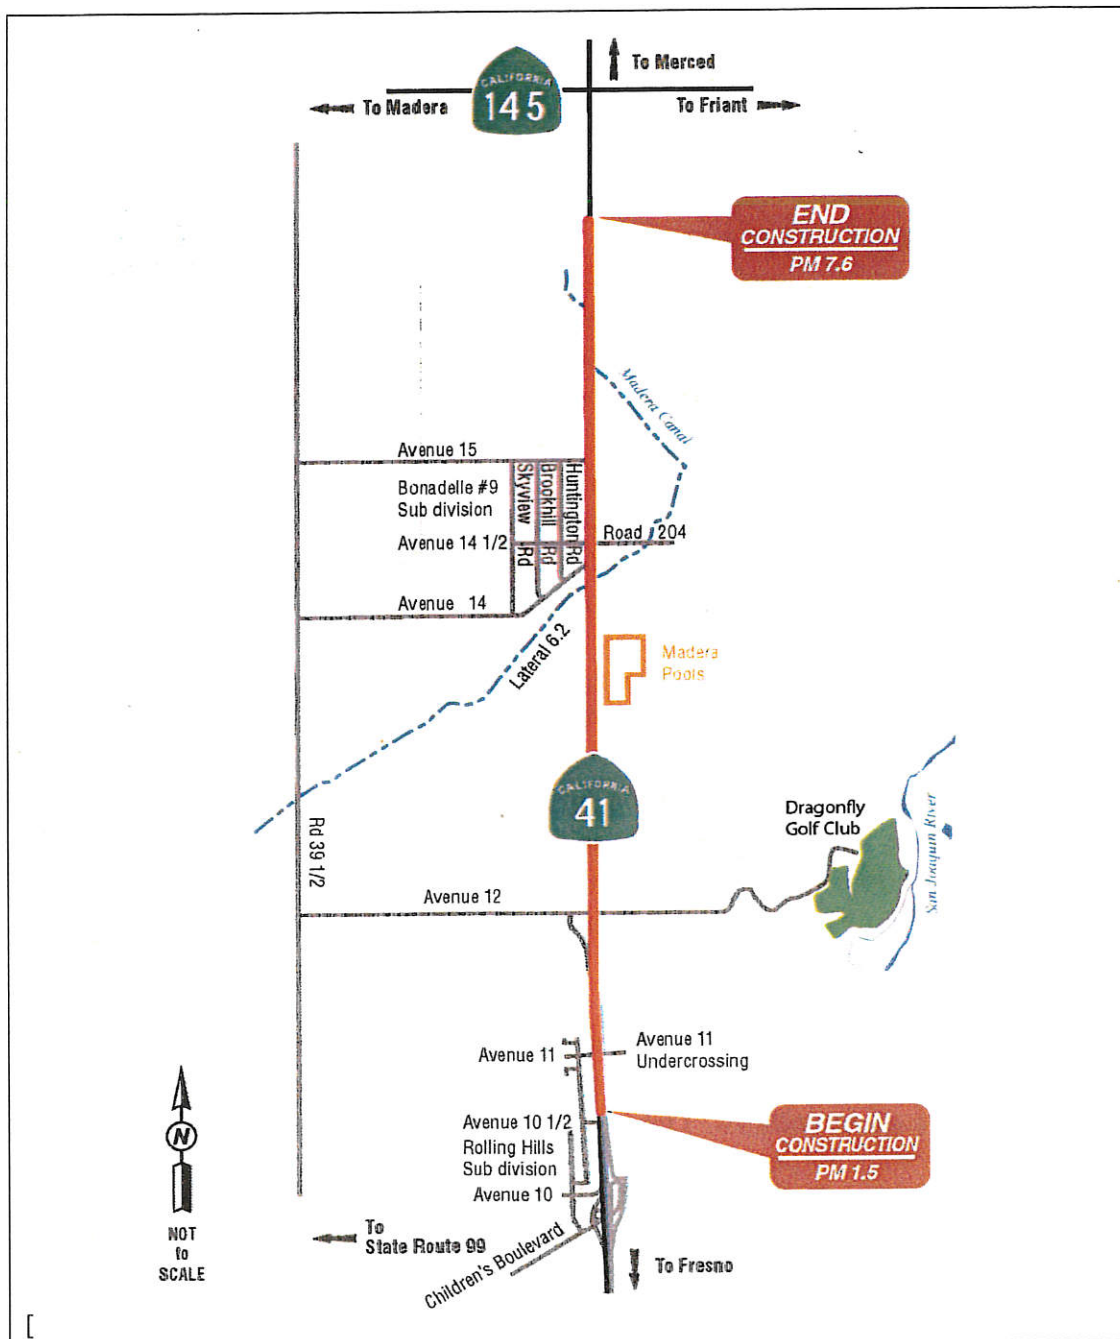 To Merced
CALIFORNIA
145
To Madera
To Friant
END
CONSTRUCTION
PM 7.6
Madera Canal
Avenue 15
Bonadelle #9
Sub division
Skyview Rd
Brookhill Rd
Huntington Rd
Avenue 14 1/2
Road 204
Avenue 14
Lateral 6.2
Madera
Pools
CALIFORNIA
41
Dragonfly
Golf Club
San Joaquin River
Rd 39 1/2
Avenue 12
Avenue 11
Avenue 11
Undercrossing
Avenue 10 1/2
Rolling Hills
Sub division
Avenue 10
BEGIN
CONSTRUCTION
PM 1.5
N
NOT
to
SCALE
To
State Route 99
Children's Boulevard
To Fresno
[